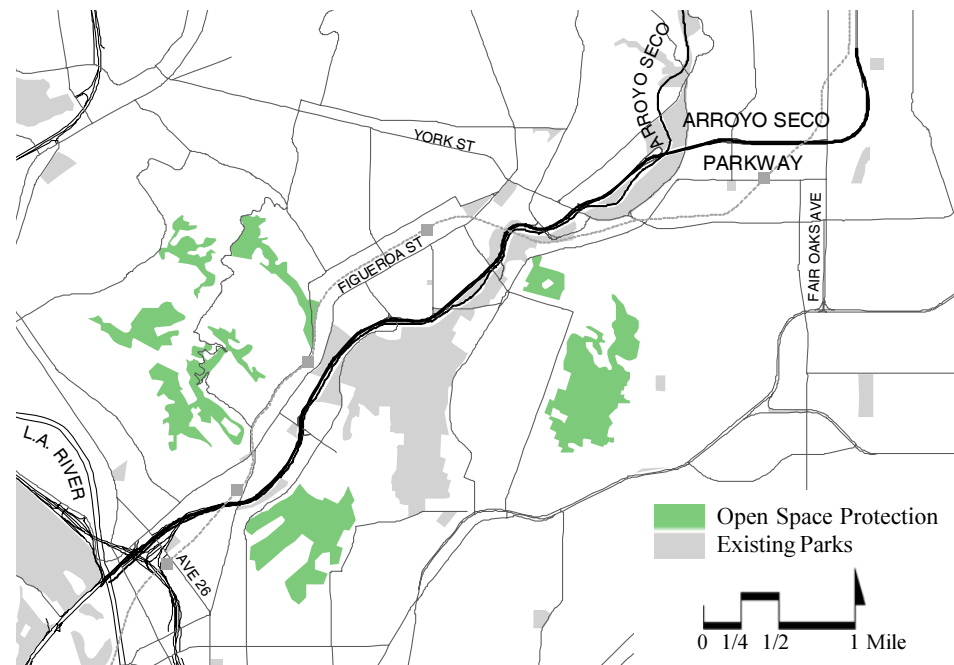 ARROYO SECO
ARROYO SECO
PARKWAY
YORK ST
FIGUEROA ST
FAIR OAKS AVE
L.A. RIVER
AVE 26
Open Space Protection
Existing Parks
0 1/4 1/2 1 Mile